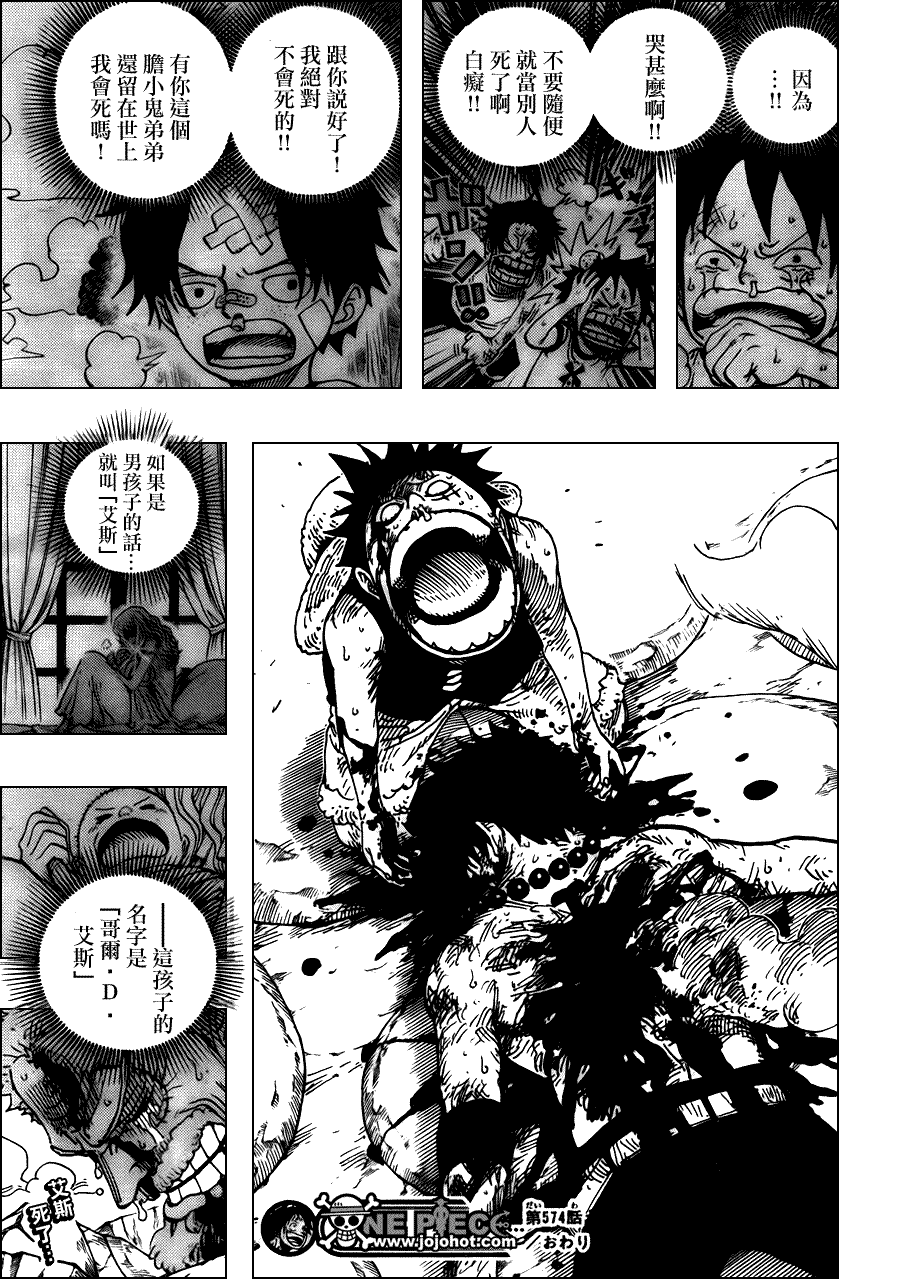 因為
…!!
哭甚麼啊!!
不要隨便
就當別人
死了啊
白癡!!
跟你說好了！
我絕對
不會死的!!
有你這個
膽小鬼弟弟
還留在世上
我會死嗎！
如果是
男孩子的話…
就叫「艾斯」
──這孩子的
名字是
「哥爾・D・
艾斯」
艾斯
死了…
ONE PIECE…
第574話
だい わ
www.jojohot.com
／おわり